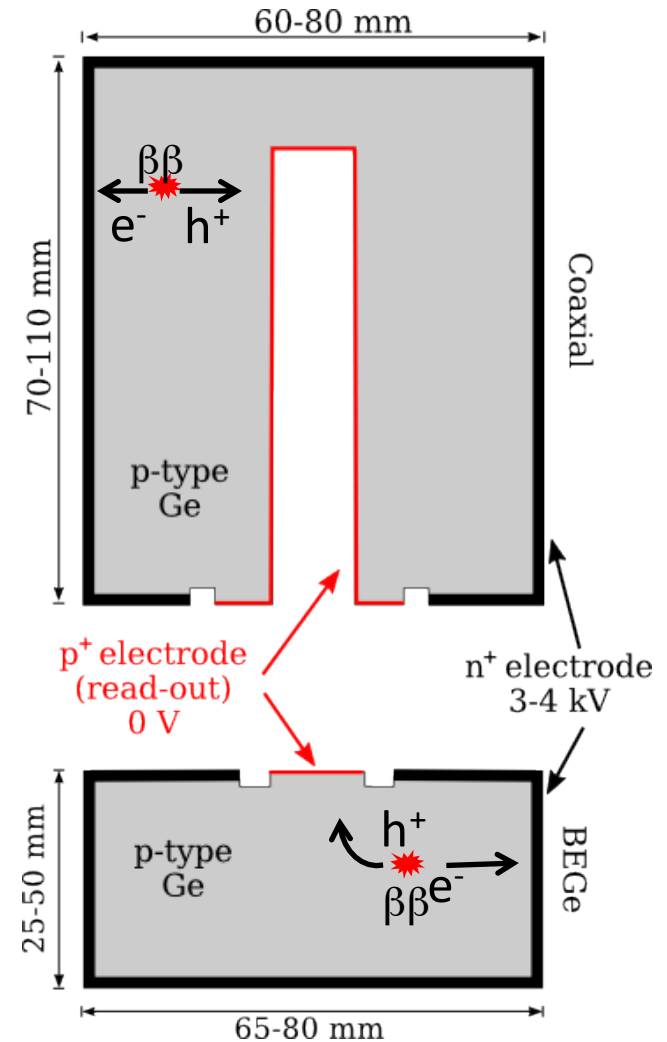 60-80 mm
ββ
e⁻ h⁺
70-110 mm
Coaxial
p-type
Ge
p⁺ electrode
(read-out)
0 V
n⁺ electrode
3-4 kV
25-50 mm
p-type
Ge
h⁺
ββ e⁻
BEGe
65-80 mm